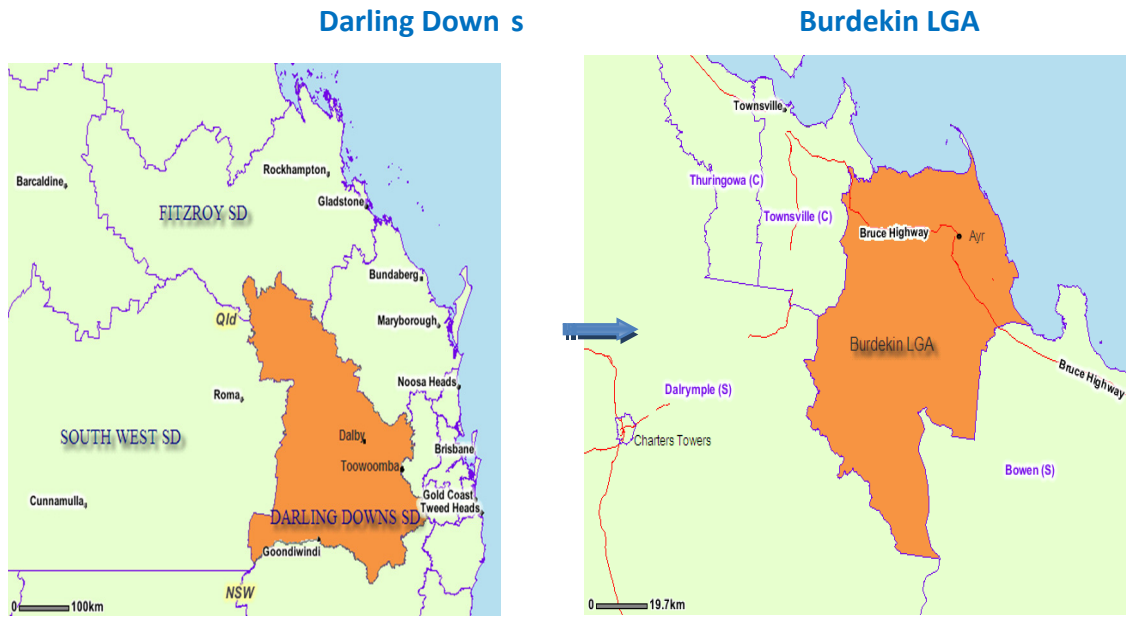 Darling Down s
Burdekin LGA
Barcaldine
Rockhampton
FITZROY SD
Gladstone
Bundaberg
Qld
Maryborough
Noosa Heads
Roma
SOUTH WEST SD
Dalby
Brisbane
Toowoomba
Cunnamulla
Gold Coast
Tweed Heads
DARLING DOWNS SD
Goondiwindi
NSW
0 100km
Townsville
Thuringowa (C)
Townsville (C)
Bruce Highway
Ayr
Burdekin LGA
Bruce Highway
Dalrymple (S)
Charters Towers
Bowen (S)
0 19.7km